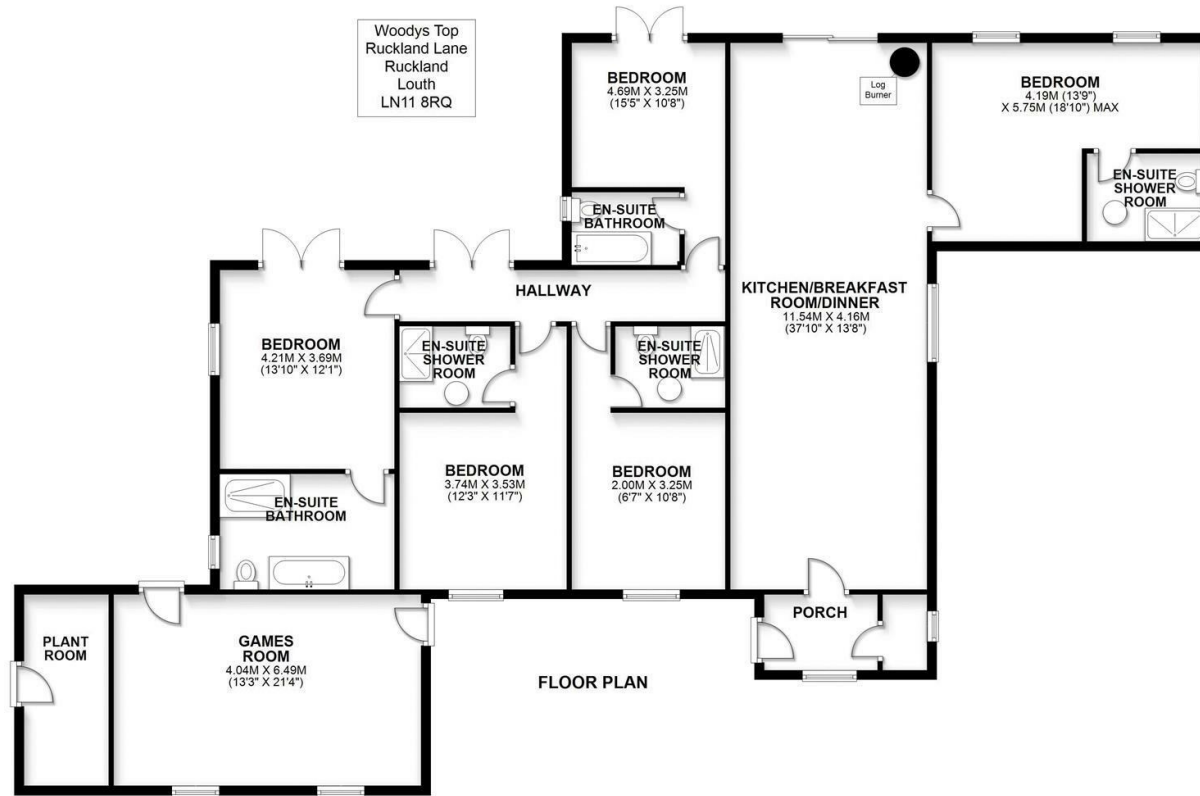 Woodys Top
Ruckland Lane
Ruckland
Louth
LN11 8RQ
BEDROOM
4.69M X 3.25M
(15'5" X 10'8")
Log
Burner
BEDROOM
4.19M (13'9")
X 5.75M (18'10") MAX
EN-SUITE
SHOWER
ROOM
EN-SUITE
BATHROOM
HALLWAY
KITCHEN/BREAKFAST
ROOM/DINNER
11.54M X 4.16M
(37'10" X 13'8")
BEDROOM
4.21M X 3.69M
(13'10" X 12'1")
EN-SUITE
SHOWER
ROOM
EN-SUITE
SHOWER
ROOM
BEDROOM
3.74M X 3.53M
(12'3" X 11'7")
BEDROOM
2.00M X 3.25M
(6'7" X 10'8")
EN-SUITE
BATHROOM
PLANT
ROOM
GAMES
ROOM
4.04M X 6.49M
(13'3" X 21'4")
PORCH
FLOOR PLAN